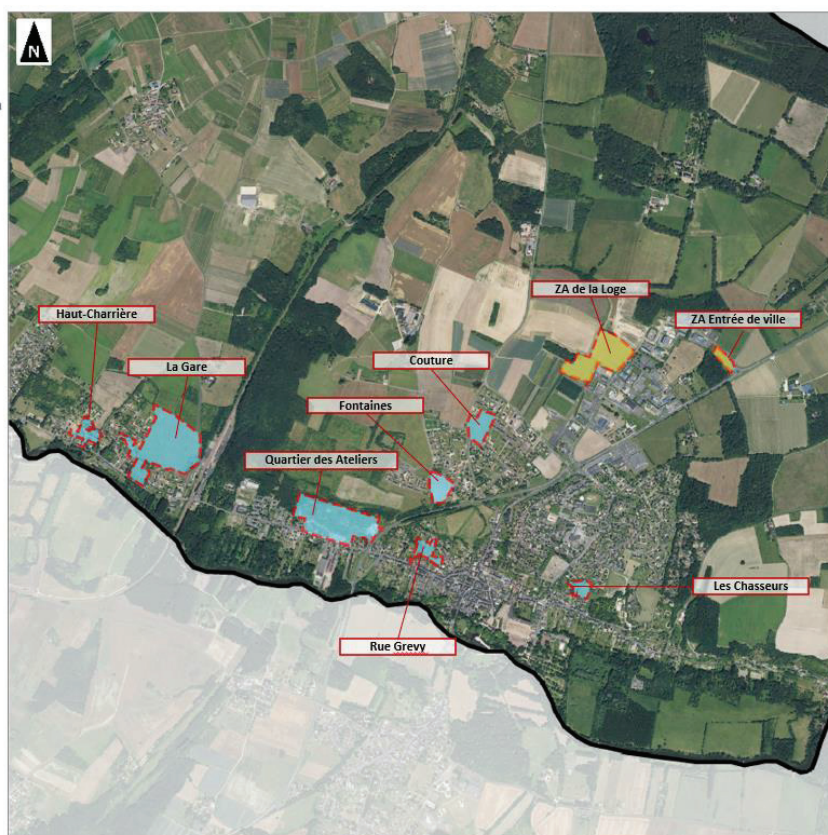 N
ZA de la Loge
Haut-Charrière
ZA Entrée de ville
La Gare
Couture
Fontaines
Quartier des Ateliers
Les Chasseurs
Rue Grevy